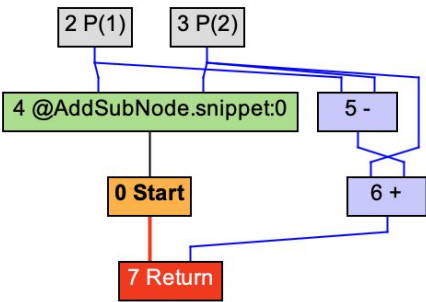 2 P(1)
3 P(2)
4 @AddSubNode.snippet:0
5 -
0 Start
6 +
7 Return